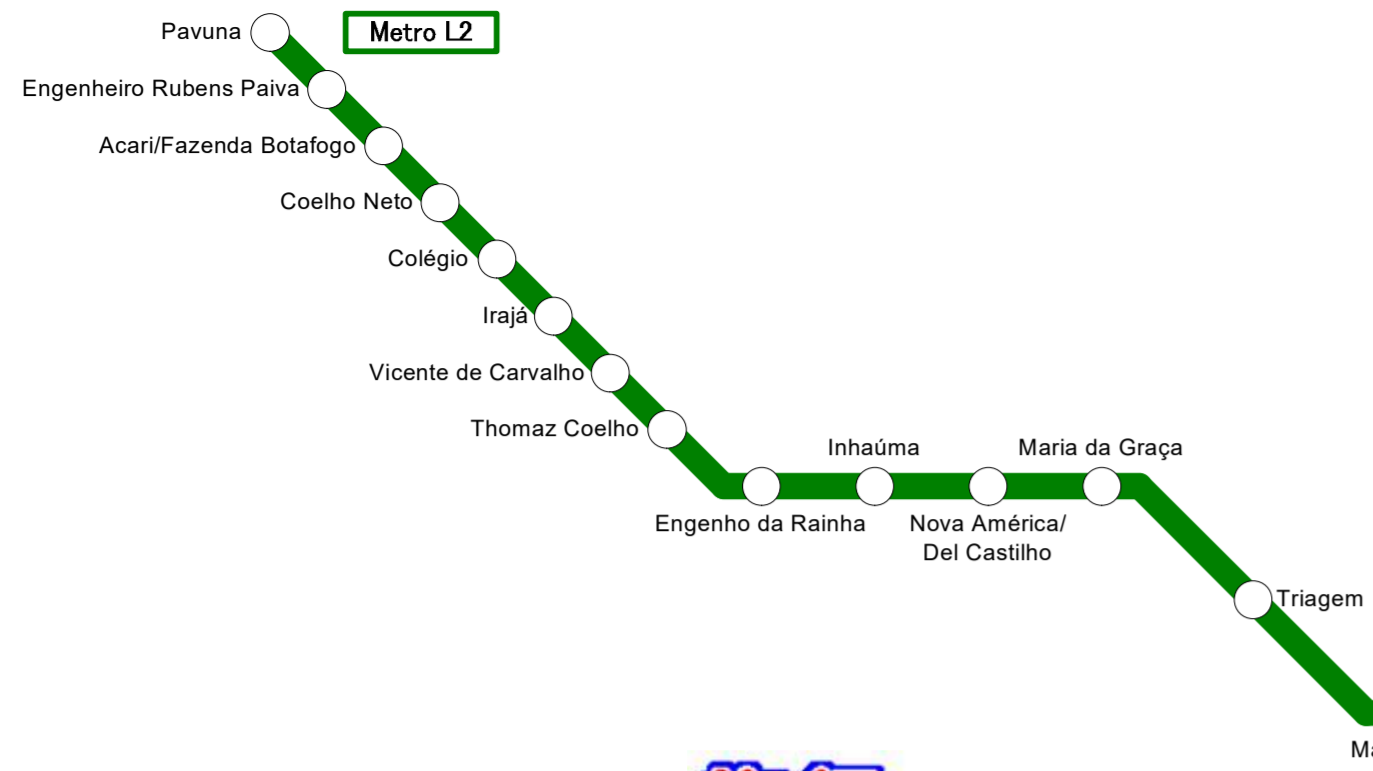 Pavuna
Metro L2
Engenheiro Rubens Paiva
Acari/Fazenda Botafogo
Coelho Neto
Colégio
Irajá
Vicente de Carvalho
Thomaz Coelho
Inhaúma
Maria da Graça
Engenho da Rainha
Nova América/
Del Castilho
Triagem